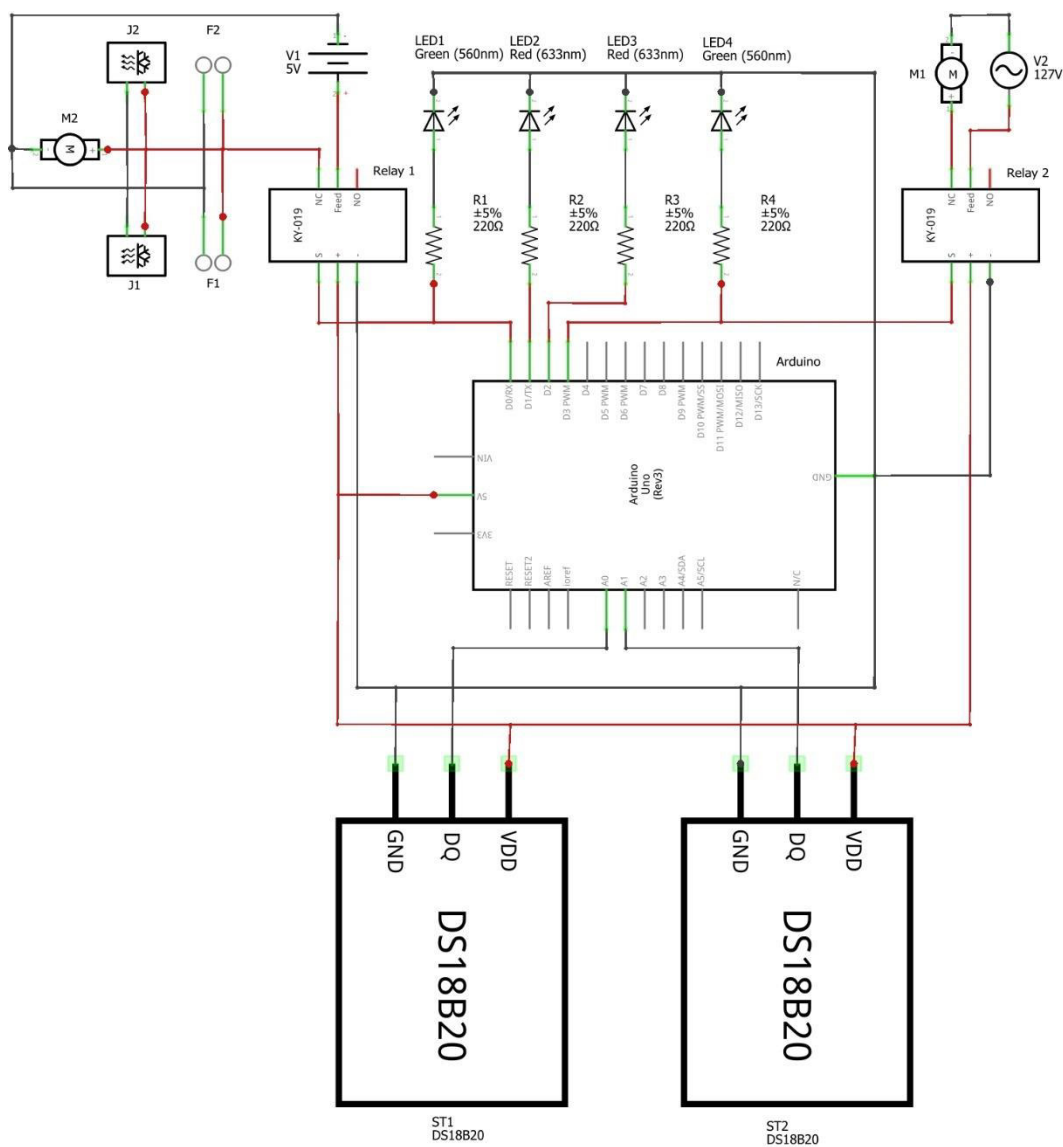 J2
F2
V1
5V
LED1
Green (560nm)
LED2
Red (633nm)
LED3
Red (633nm)
LED4
Green (560nm)
M1
M
V2
127V
M2
M
J1
F1
Relay 1
NC
Feed
NO
KY-019
S
+
-
R1
±5%
220Ω
R2
±5%
220Ω
R3
±5%
220Ω
R4
±5%
220Ω
Relay 2
NC
Feed
NO
KY-019
S
+
-
Arduino
D0/RX
D1/TX
D2
D3 PWM
D4
D5 PWM
D6 PWM
D7
D8
D9 PWM
D10 PWM/SS
D11 PWM/MOSI
D12/MISO
D13/SCK
VIN
5V
3V3
Arduino
Uno
(Rev3)
GND
RESET
RESET2
AREF
ioref
A0
A1
A2
A3
A4/SDA
A5/SCL
N/C
GND
DQ
VDD
DS18B20
ST1
DS18B20
GND
DQ
VDD
DS18B20
ST2
DS18B20